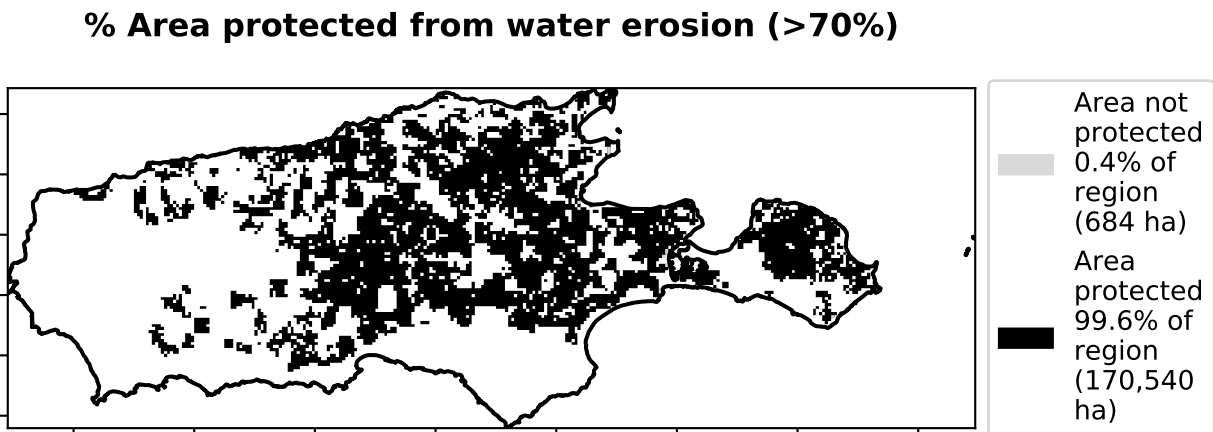 % Area protected from water erosion (>70%)
Area not
protected
0.4% of
region
(684 ha)
Area
protected
99.6% of
region
(170,540
ha)